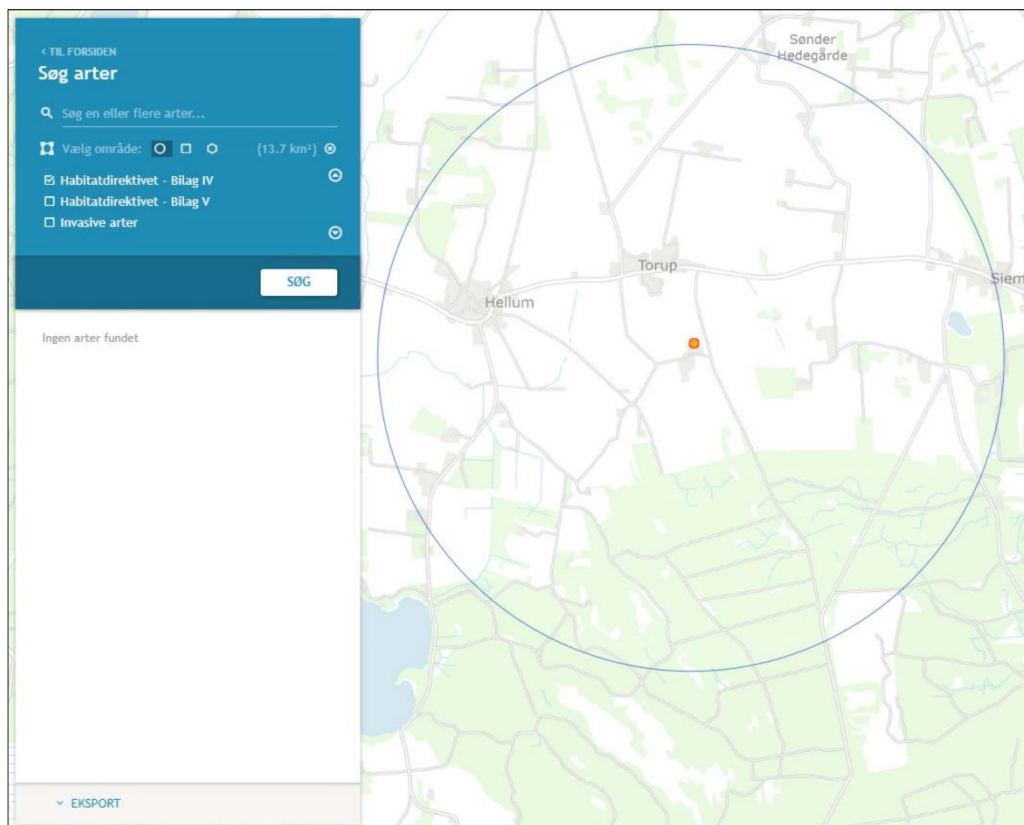 < TIL FORSIDEN
Søg arter
Søg en eller flere arter...
Vælg område:
(13.7 km²)
Habitatdirektivet - Bilag IV
Habitatdirektivet - Bilag V
Invasive arter
SØG
Ingen arter fundet
EKSPORT
Sønder
Hedegårde
Torup
Siem
Hellum